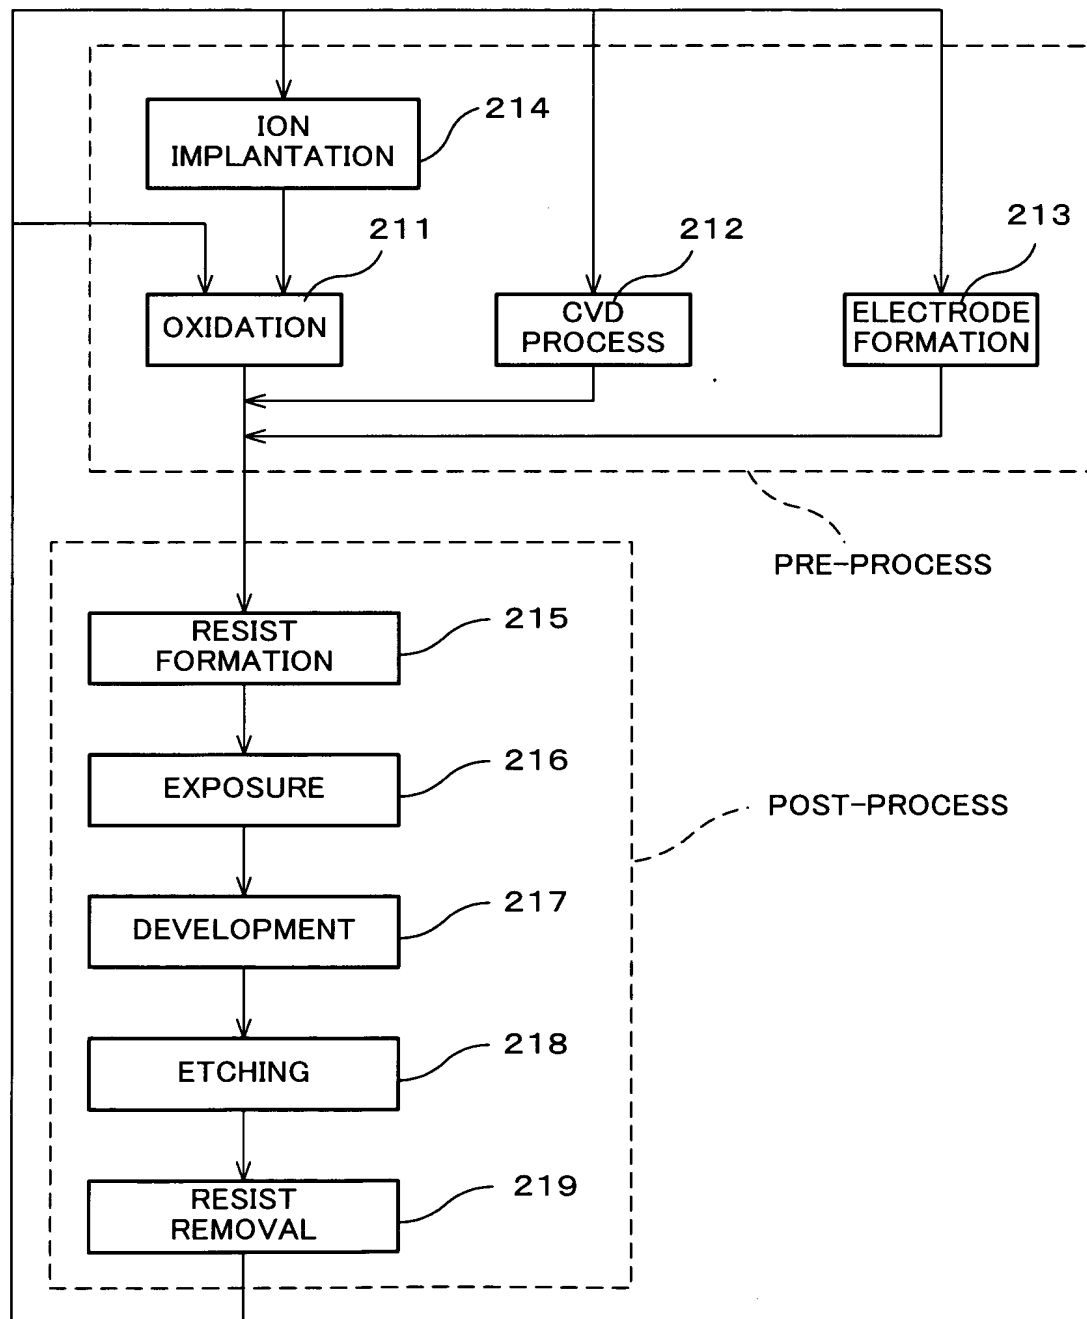 ION
IMPLANTATION
214
211
212
213
OXIDATION
CVD
PROCESS
ELECTRODE
FORMATION
PRE-PROCESS
RESIST
FORMATION
215
EXPOSURE
216
POST-PROCESS
DEVELOPMENT
217
ETCHING
218
RESIST
REMOVAL
219